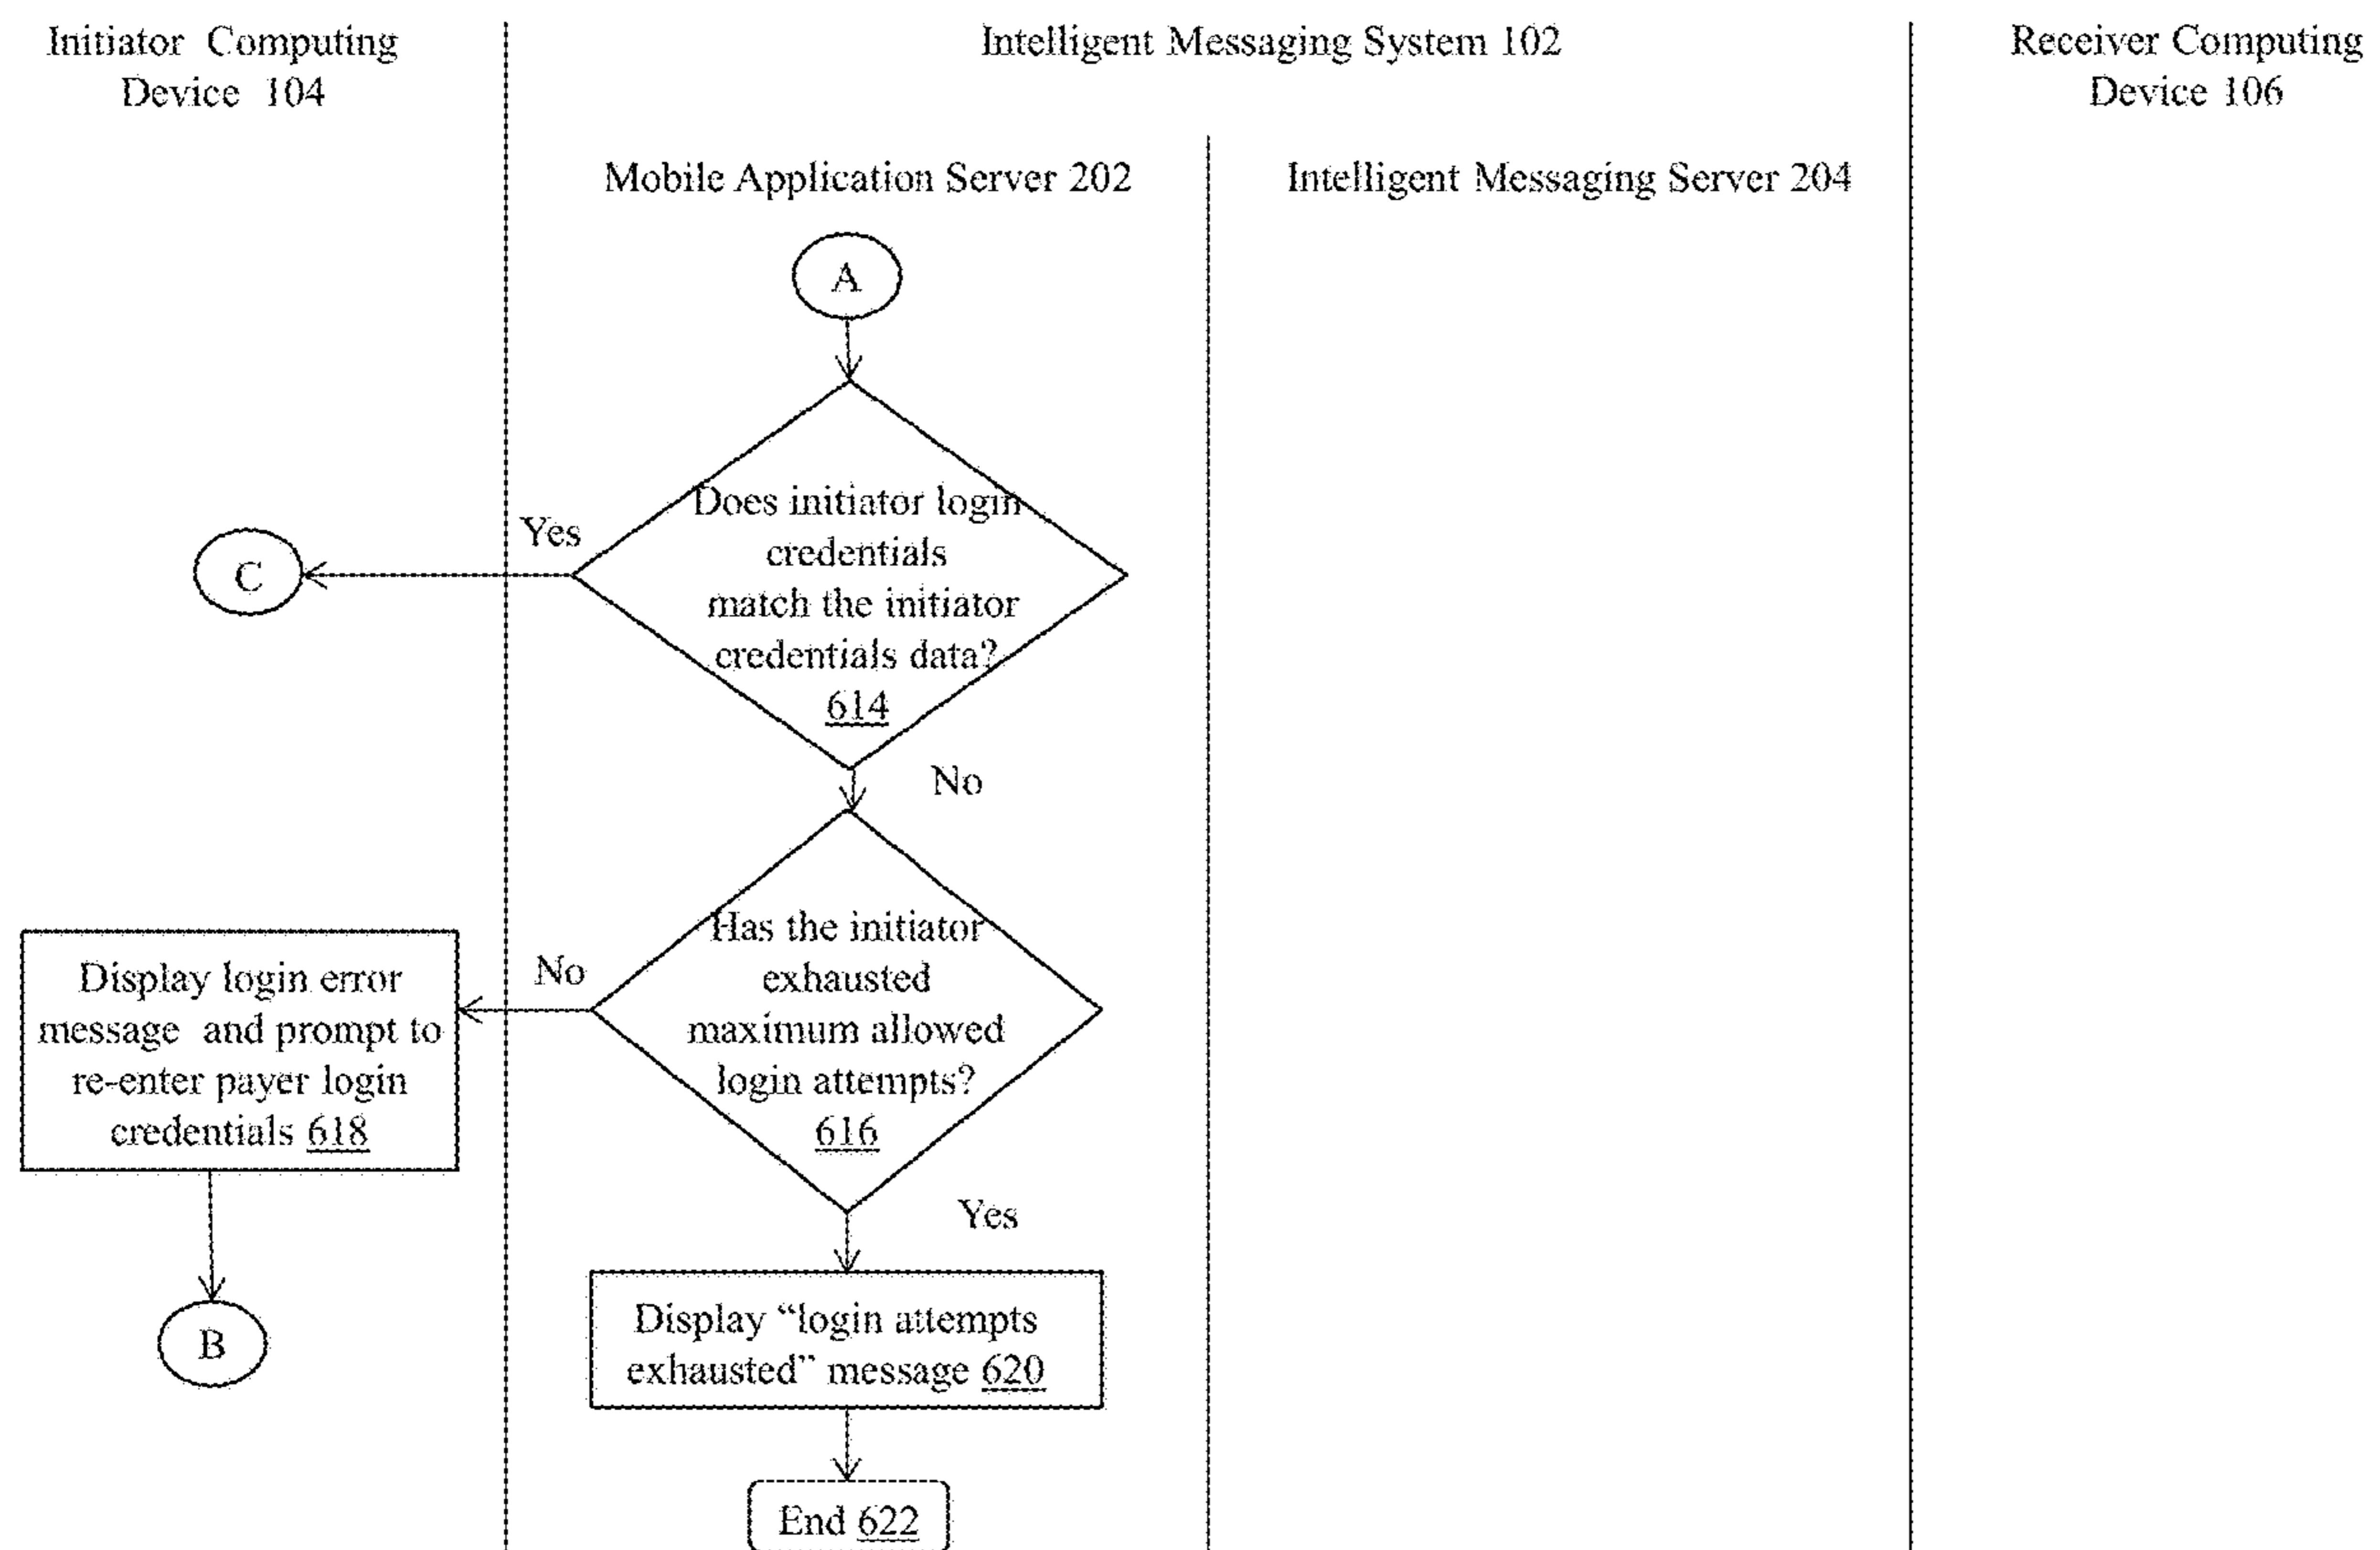 Initiator Computing
Device 104
Intelligent Messaging System 102
Receiver Computing
Device 106
Mobile Application Server 202
Intelligent Messaging Server 204
A
Does initiator login
credentials
match the initiator
credentials data?
614
Yes
C
No
Has the initiator
exhausted
maximum allowed
login attempts?
616
No
Display login error
message and prompt to
re-enter payer login
credentials 618
B
Yes
Display “login attempts
exhausted” message 620
End 622